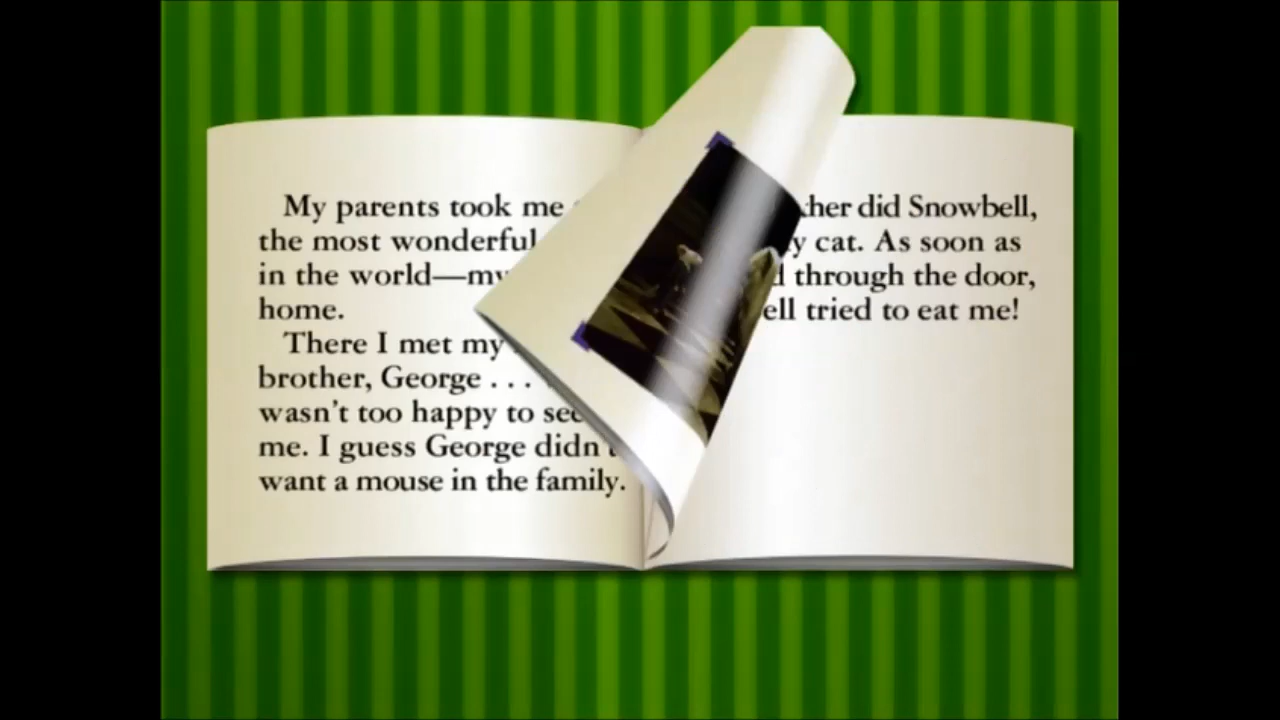 My parents took me
the most wonderful
in the world—my
home.
There I met my
brother, George . . .
wasn't too happy to see
me. I guess George didn't
want a mouse in the family.
did Snowbell,
cat. As soon as
through the door,
tried to eat me!